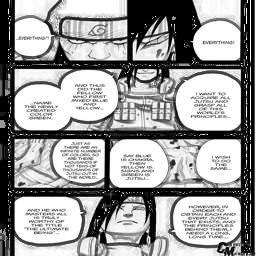 EVERYTHING?!
..EVERYTHING?!
I WANT TO
ACQUIRE ALL
JUTSU AND
GRASP ALL
OF THIS
WORLD'S
PRINCIPLES...
AND THUS
DID THE
FELLOW
WHO FIRST
MIXED BLUE
AND
YELLOW...
...NAME
THE NEWLY
CREATED
COLOR
GREEN.
I WISH
TO DO
THE
SAME...
SAY BLUE
IS CHAKRA,
THEN
YELLOW IS
SIGNS AND
GREEN IS
JUTSU...
JUST AS
THERE ARE
AN INFINITE
NUMBER OF
COLORS, SO
ARE THERE
THOUSANDS
IF NOT
TENS OF
THOUSANDS
OF JUTSU OUT
IN THE WORLD.
HOWEVER, IN
ORDER TO
OBTAIN EACH
AND EVERY
JUTSU THAT
EXISTS, AND
THE PRINCIPLES
BEHIND THEM, I
NEED A LONG,
LONG TIME...
AND HE WHO
MASTERS ALL
IS TRULY
WORTHY OF
THE TITLE
"THE
ULTIMATE
BEING"...